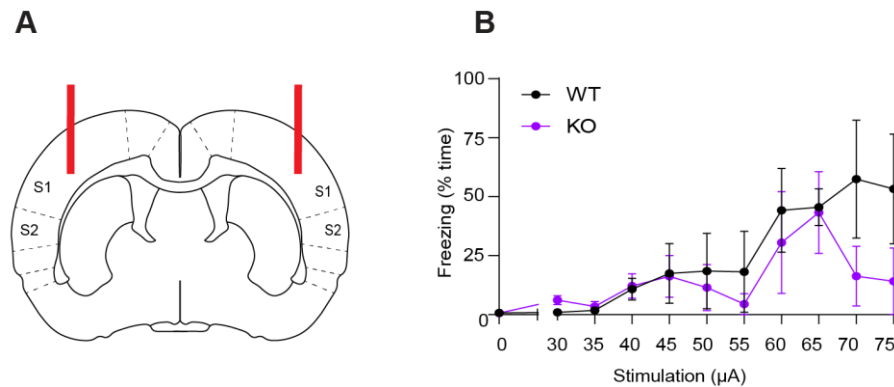 A
S1
S1
S2
S2
B
100
WT
KO
75
50
25
0
Freezing (% time)
0 30 35 40 45 50 55 60 65 70 75
Stimulation (µA)